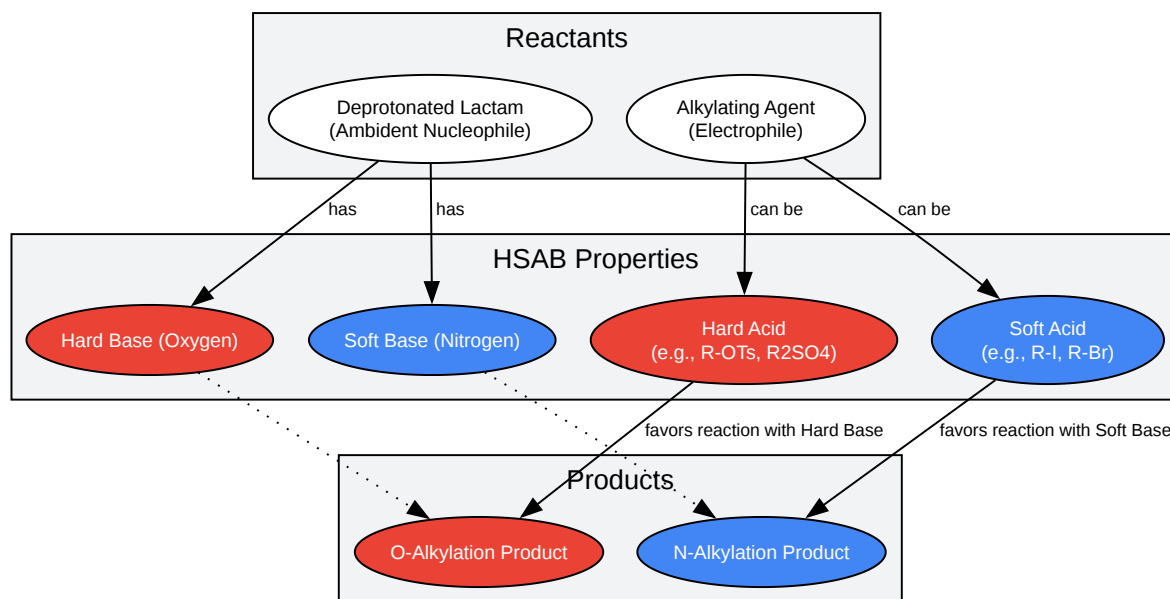 Reactants
Deprotonated Lactam
(Ambident Nucleophile)
Alkylating Agent
(Electrophile)
has
has
can be
can be
HSAB Properties
Hard Base (Oxygen)
Soft Base (Nitrogen)
Hard Acid
(e.g., R-OTs, R2SO4)
Soft Acid
(e.g., R-I, R-Br)
favors reaction with Hard Base
favors reaction with Soft Base
Products
O-Alkylation Product
N-Alkylation Product